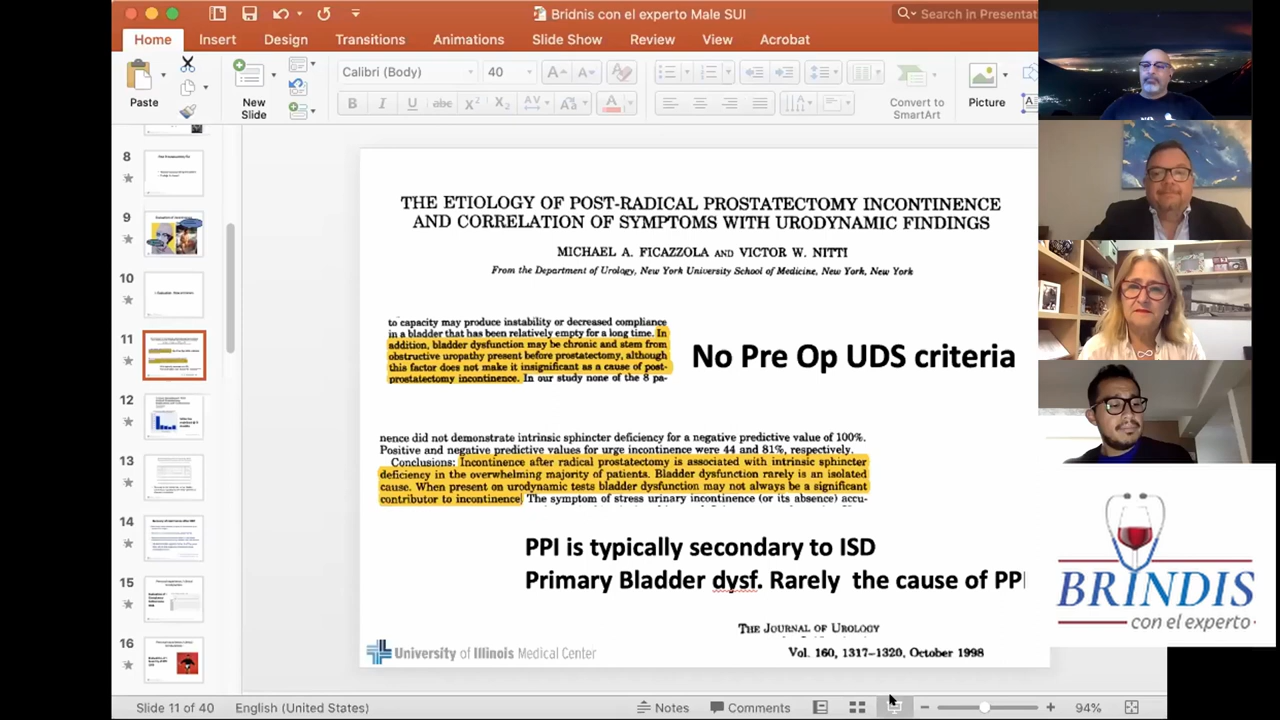 Bridnis con el experto Male SUI
Search in Presentat
Home Insert Design Transitions Animations Slide Show Review View Acrobat
Paste
New
Slide
Calibri (Body) 40
Convert to
SmartArt
Picture
8
9
10
11
12
13
14
15
16
THE ETIOLOGY OF POST-RADICAL PROSTATECTOMY INCONTINENCE
AND CORRELATION OF SYMPTOMS WITH URODYNAMIC FINDINGS
MICHAEL A. FICAZZOLA AND VICTOR W. NITTI
From the Department of Urology, New York University School of Medicine, New York, New York
to capacity may produce instability or decreased compliance
in a bladder that has been relatively empty for a long time. In
addition, bladder dysfunction may be chronic and stem from
obstructive uropathy present before prostatectomy, although
this factor does not make it insignificant as a cause of post-
prostatectomy incontinence. In our study none of the 8 pa-
No Pre Op UDS criteria
nence did not demonstrate intrinsic sphincter deficiency for a negative predictive value of 100%.
Positive and negative predictive values for urge incontinence were 44 and 81%, respectively.
Conclusions: Incontinence after radical prostatectomy is associated with intrinsic sphincter
deficiency in the overwhelming majority of patients. Bladder dysfunction rarely is an isolated
cause. When present on urodynamic tests bladder dysfunction may not always be a significant
contributor to incontinence. The symptom of stress urinary incontinence (or its absence) accu-
PPI is typically secondary to ISD
Primary Bladder dysf. Rarely the cause of PPI
THE JOURNAL OF UROLOGY
Vol. 160, 1317–1320, October 1998
University of Illinois Medical Center
BRINDIS
con el experto
Slide 11 of 40 English (United States) Notes Comments 94%